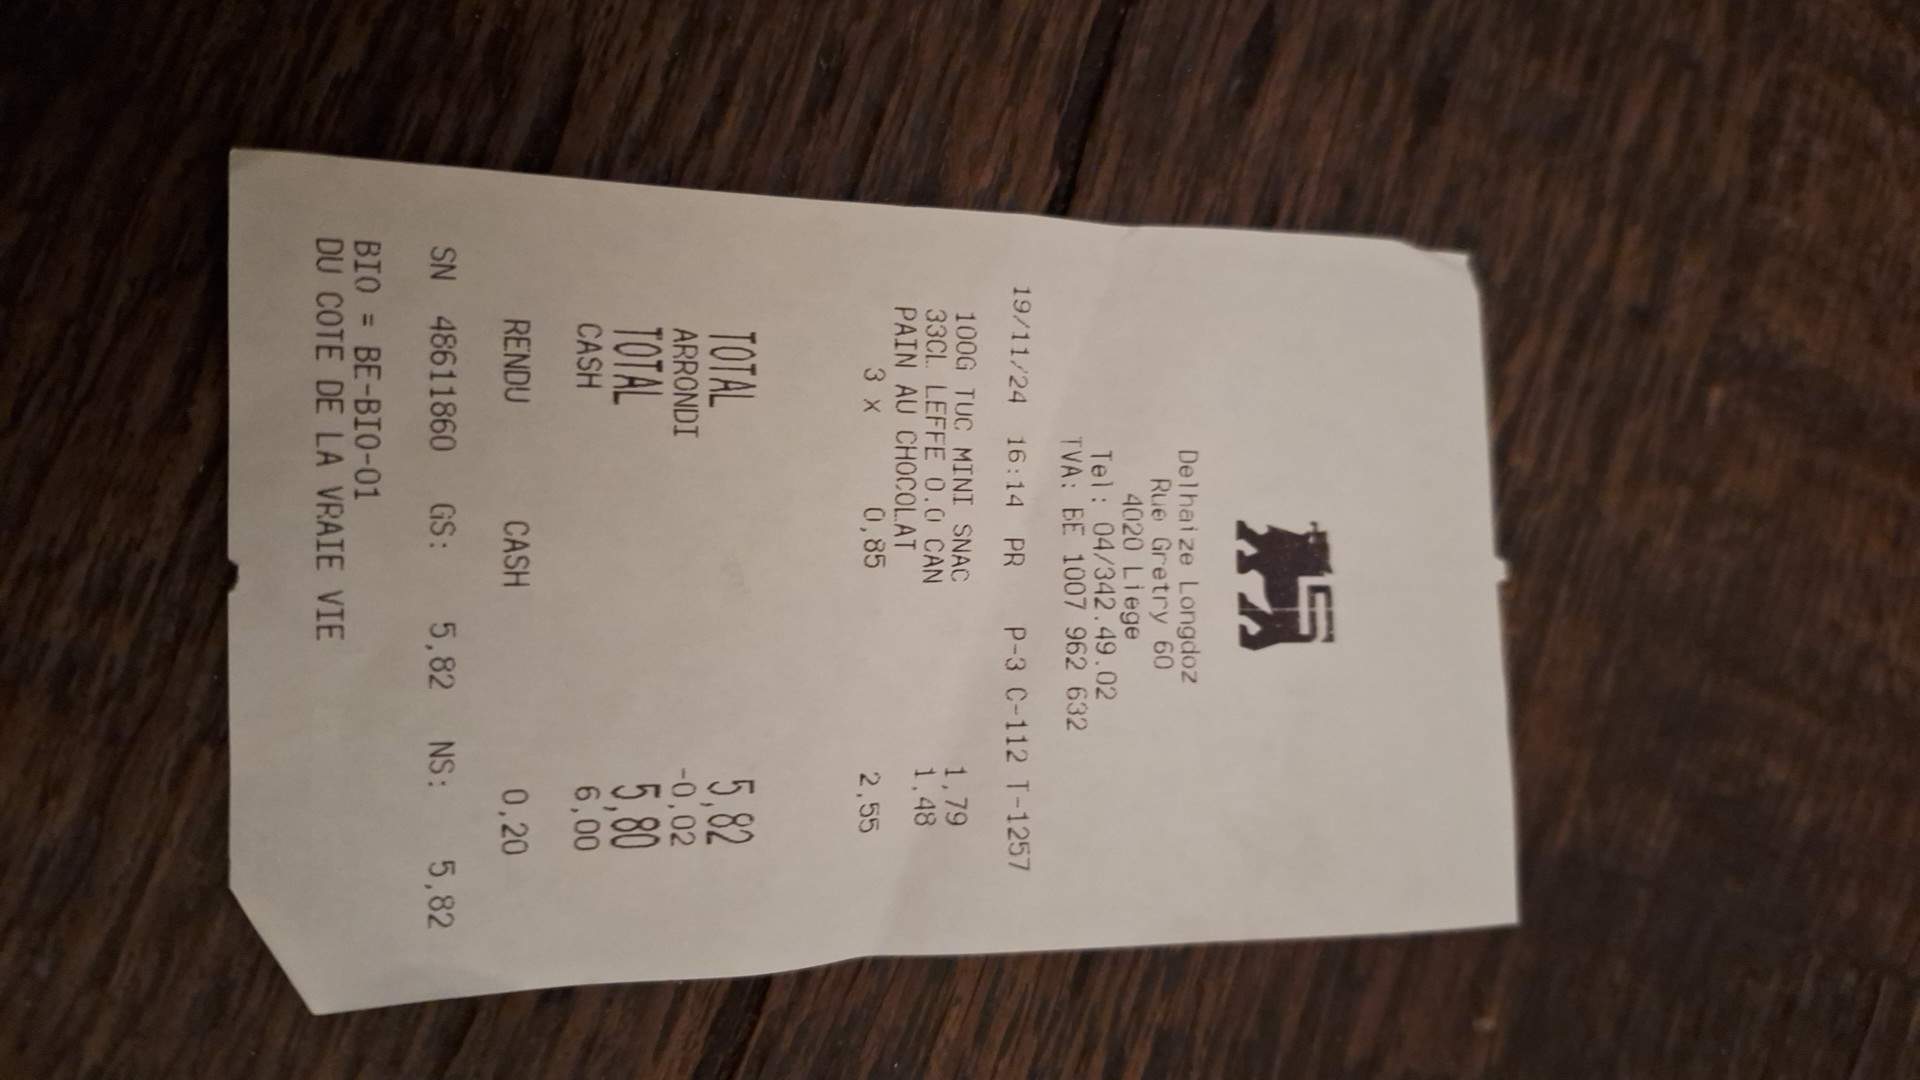 Delhaize Longdoz
Rue Gretry 60
4020 Liege
Tel: 04/342.49.02
TVA: BE 1007 962 632
19/11/24 16:14 PR P-3 C-112 T-1257
100G TUC MINI SNAC 1,79
33CL LEFFE 0.0 CAN 1,48
PAIN AU CHOCOLAT
3 x 0,85 2,55
TOTAL 5,82
ARRONDI -0,02
TOTAL 5,80
CASH 6,00
RENDU CASH 0,20
SN 48611860 GS: 5,82 NS: 5,82
BIO = BE-BIO-01
DU COTE DE LA VRAIE VIE